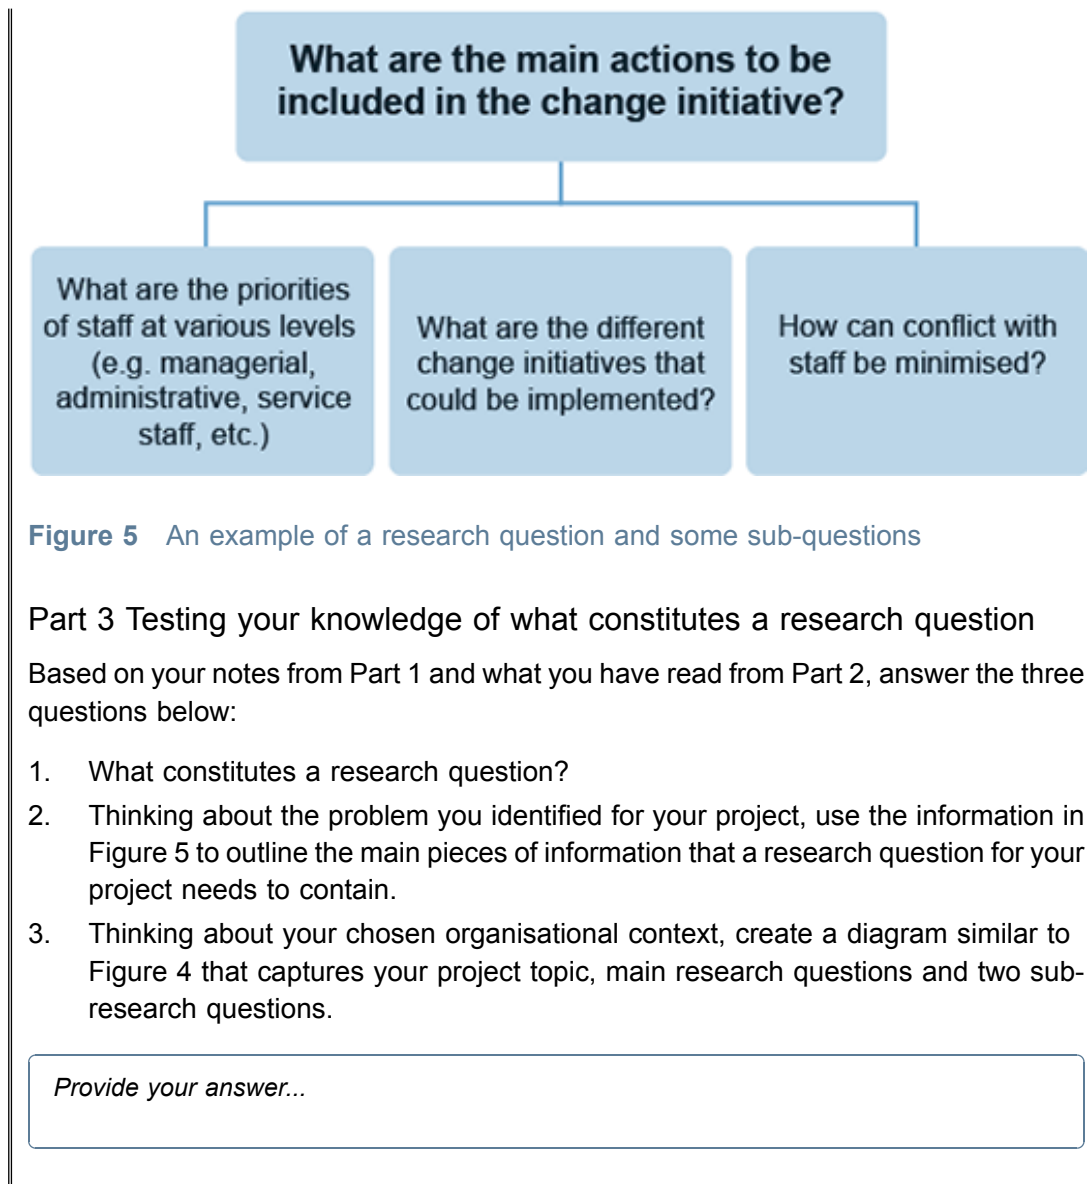 What are the main actions to be
included in the change initiative?
What are the priorities
of staff at various levels
(e.g. managerial,
administrative, service
staff, etc.)
What are the different
change initiatives that
could be implemented?
How can conflict with
staff be minimised?
Figure 5 An example of a research question and some sub-questions
Part 3 Testing your knowledge of what constitutes a research question
Based on your notes from Part 1 and what you have read from Part 2, answer the three
questions below:
1. What constitutes a research question?
2. Thinking about the problem you identified for your project, use the information in
Figure 5 to outline the main pieces of information that a research question for your
project needs to contain.
3. Thinking about your chosen organisational context, create a diagram similar to
Figure 4 that captures your project topic, main research questions and two sub-
research questions.
Provide your answer...